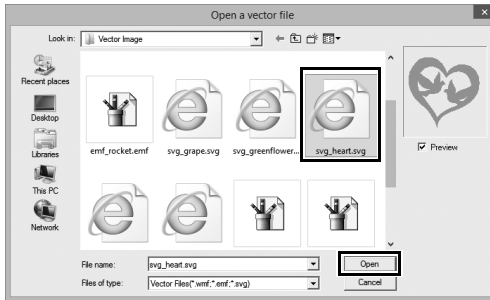 Open a vector file
Look in: Vector Image
Recent places
Desktop
Libraries
This PC
Network
emf_rocket.emf svg_grape.svg svg_greenflower... svg_heart.svg
Preview
File name: svg_heart.svg Open
Files of type: Vector Files(*.wmf;*.emf;*.svg) Cancel